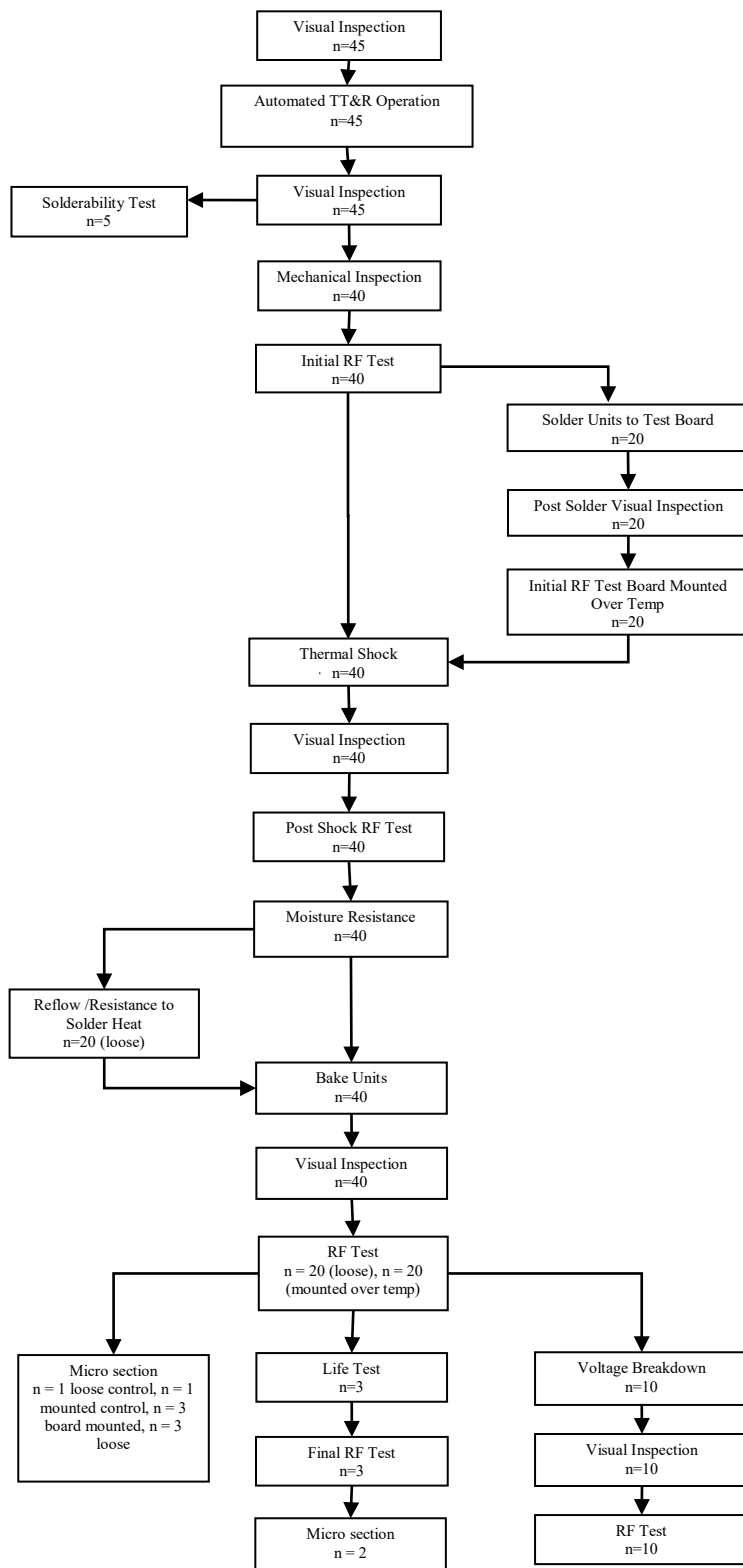 Visual Inspection
n=45
Automated TT&R Operation
n=45
Solderability Test
n=5
Visual Inspection
n=45
Mechanical Inspection
n=40
Initial RF Test
n=40
Solder Units to Test Board
n=20
Post Solder Visual Inspection
n=20
Initial RF Test Board Mounted
Over Temp
n=20
Thermal Shock
n=40
Visual Inspection
n=40
Post Shock RF Test
n=40
Moisture Resistance
n=40
Reflow /Resistance to
Solder Heat
n=20 (loose)
Bake Units
n=40
Visual Inspection
n=40
RF Test
n = 20 (loose), n = 20
(mounted over temp)
Micro section
n = 1 loose control, n = 1
mounted control, n = 3
board mounted, n = 3
loose
Life Test
n=3
Final RF Test
n=3
Micro section
n = 2
Voltage Breakdown
n=10
Visual Inspection
n=10
RF Test
n=10